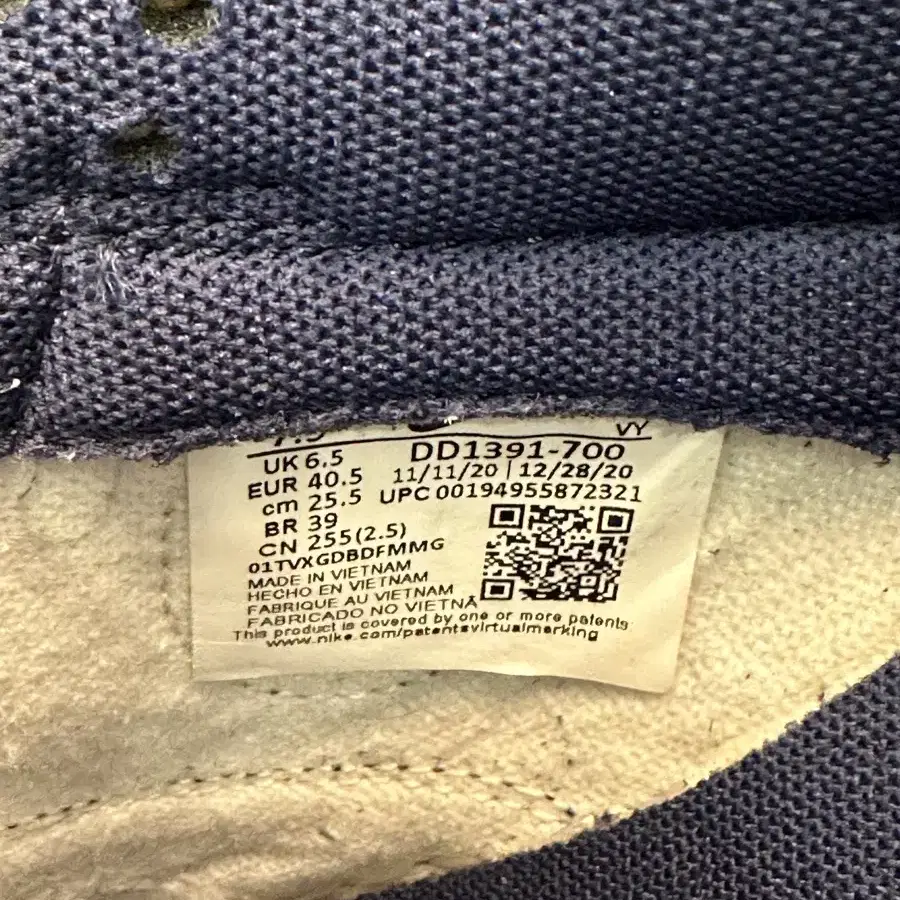 VY
UK 6.5 DD1391-700
EUR 40.5 11/11/20 | 12/28/20
cm 25.5 UPC 00194955872321
BR 39
CN 255(2.5)
01TVXGDBDFMMG
MADE IN VIETNAM
HECHO EN VIETNAM
FABRIQUE AU VIETNAM
FABRICADO NO VIETNA
This product is covered by one or more patents
www.nike.com/patentsvirtualmarking